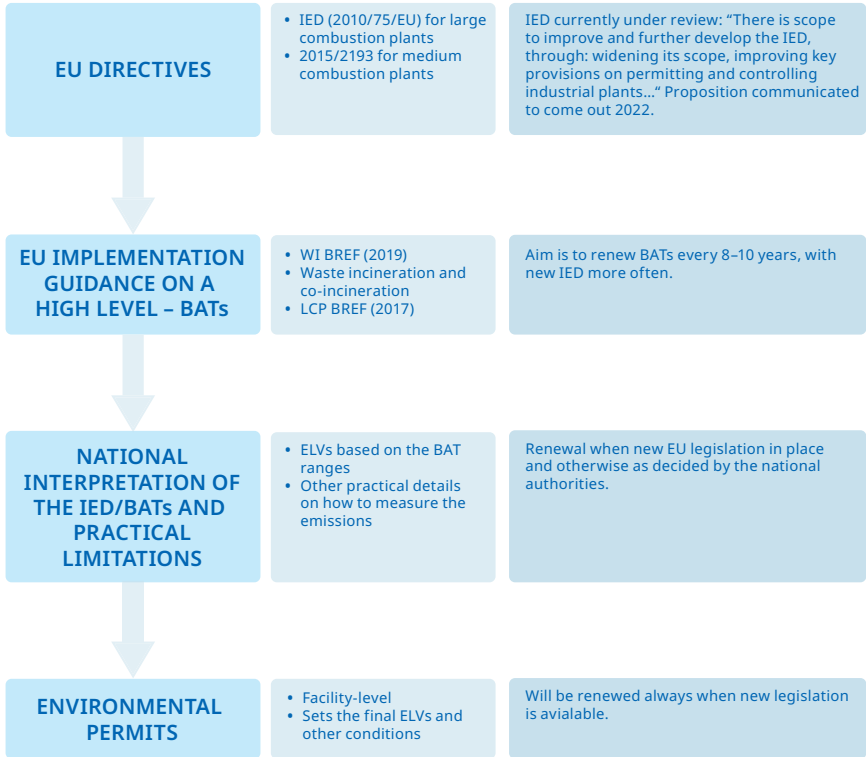 EU DIRECTIVES
• IED (2010/75/EU) for large
combustion plants
• 2015/2193 for medium
combustion plants
IED currently under review: “There is scope
to improve and further develop the IED,
through: widening its scope, improving key
provisions on permitting and controlling
industrial plants...“ Proposition communicated
to come out 2022.
EU IMPLEMENTATION
GUIDANCE ON A
HIGH LEVEL – BATs
• WI BREF (2019)
• Waste incineration and
co-incineration
• LCP BREF (2017)
Aim is to renew BATs every 8–10 years, with
new IED more often.
NATIONAL
INTERPRETATION OF
THE IED/BATs AND
PRACTICAL
LIMITATIONS
• ELVs based on the BAT
ranges
• Other practical details
on how to measure the
emissions
Renewal when new EU legislation in place
and otherwise as decided by the national
authorities.
ENVIRONMENTAL
PERMITS
• Facility-level
• Sets the final ELVs and
other conditions
Will be renewed always when new legislation
is avialable.